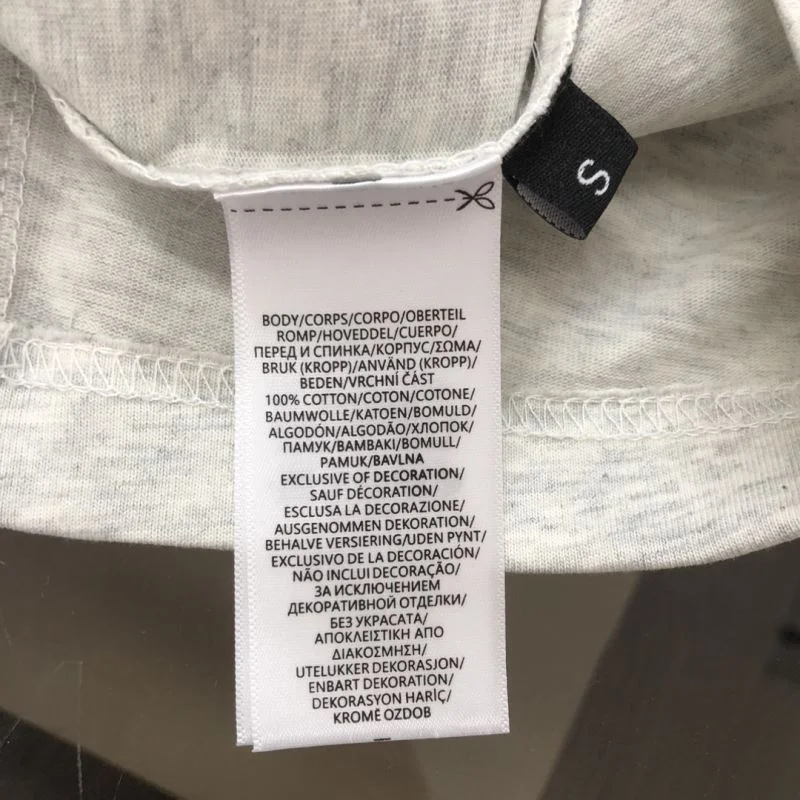 S
BODY/CORPS/CORPO/OBERTEIL
ROMP/HOVEDDEL/CUERPO/
ПЕРЕД И СПИНКА/КОРПУС/ΣΩΜΑ/
BRUK (KROPP)/ANVÄND (KROPP)/
BEDEN/VRCHNÍ ČÁST
100% COTTON/COTON/COTONE/
BAUMWOLLE/KATOEN/BOMULD/
ALGODÓN/ALGODÃO/ХЛОПОК/
ПАМУК/ΒΑΜΒΑΚΙ/BOMULL/
PAMUK/BAVLNA
EXCLUSIVE OF DECORATION/
SAUF DÉCORATION/
ESCLUSA LA DECORAZIONE/
AUSGENOMMEN DEKORATION/
BEHALVE VERSIERING/UDEN PYNT/
EXCLUSIVO DE LA DECORACIÓN/
NÃO INCLUI DECORAÇÃO/
ЗА ИСКЛЮЧЕНИЕМ
ДЕКОРАТИВНОЙ ОТДЕЛКИ/
БЕЗ УКРАСАТА/
ΑΠΟΚΛΕΙΣΤΙΚΗ ΑΠΟ
ΔΙΑΚΟΣΜΗΣΗ/
UTELUKKER DEKORASJON/
ENBART DEKORATION/
DEKORASYON HARİÇ/
KROMĚ OZDOB